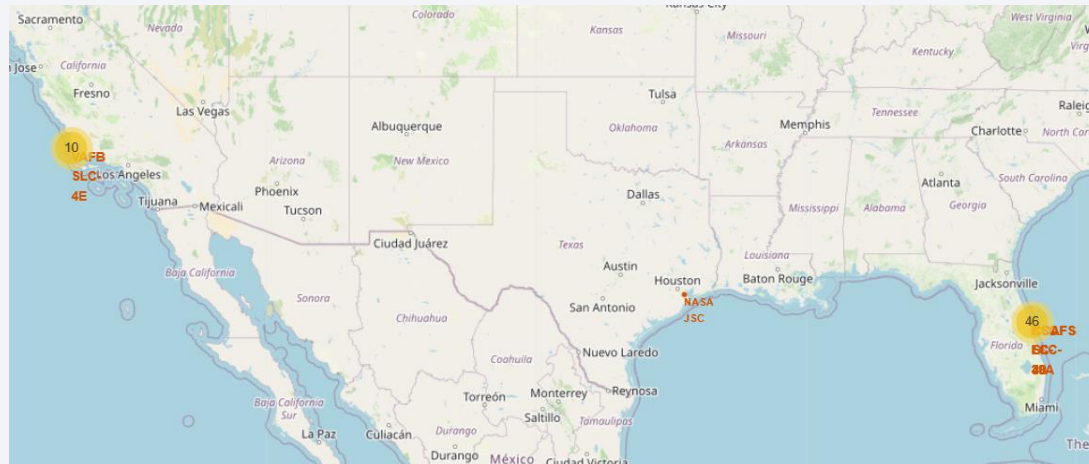 Sacramento
Nevada
Colorado
Kansas
Missouri
West Virginia
California
Kentucky
Fresno
Las Vegas
Tulsa
Tennessee
Albuquerque
Oklahoma
Memphis
Charlotte
10
VAFB
SLC-
4E
Los Angeles
Arizona
New Mexico
Arkansas
Phoenix
Dallas
Atlanta
South Carolina
Tijuana
Mexicali
Tucson
Mississippi
Alabama
Georgia
Ciudad Juárez
Texas
Louisiana
Baja California
Austin
Houston
Baton Rouge
Jacksonville
Sonora
NASA
JSC
San Antonio
Chihuahua
46
Florida
Coahuila
Nuevo Laredo
Monterrey
Reynosa
Torreón
Saltillo
Tamaulipas
Miami
Baja California
Sur
La Paz
Culiacán
Durango
Durango
México
Ciudad Victoria
The